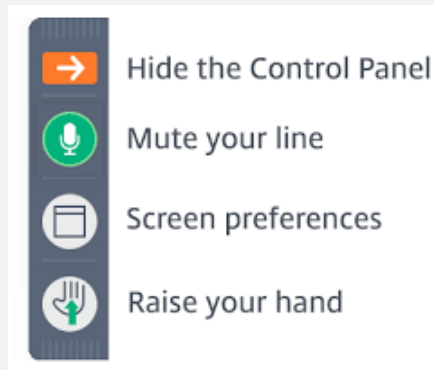 Hide the Control Panel
Mute your line
Screen preferences
Raise your hand